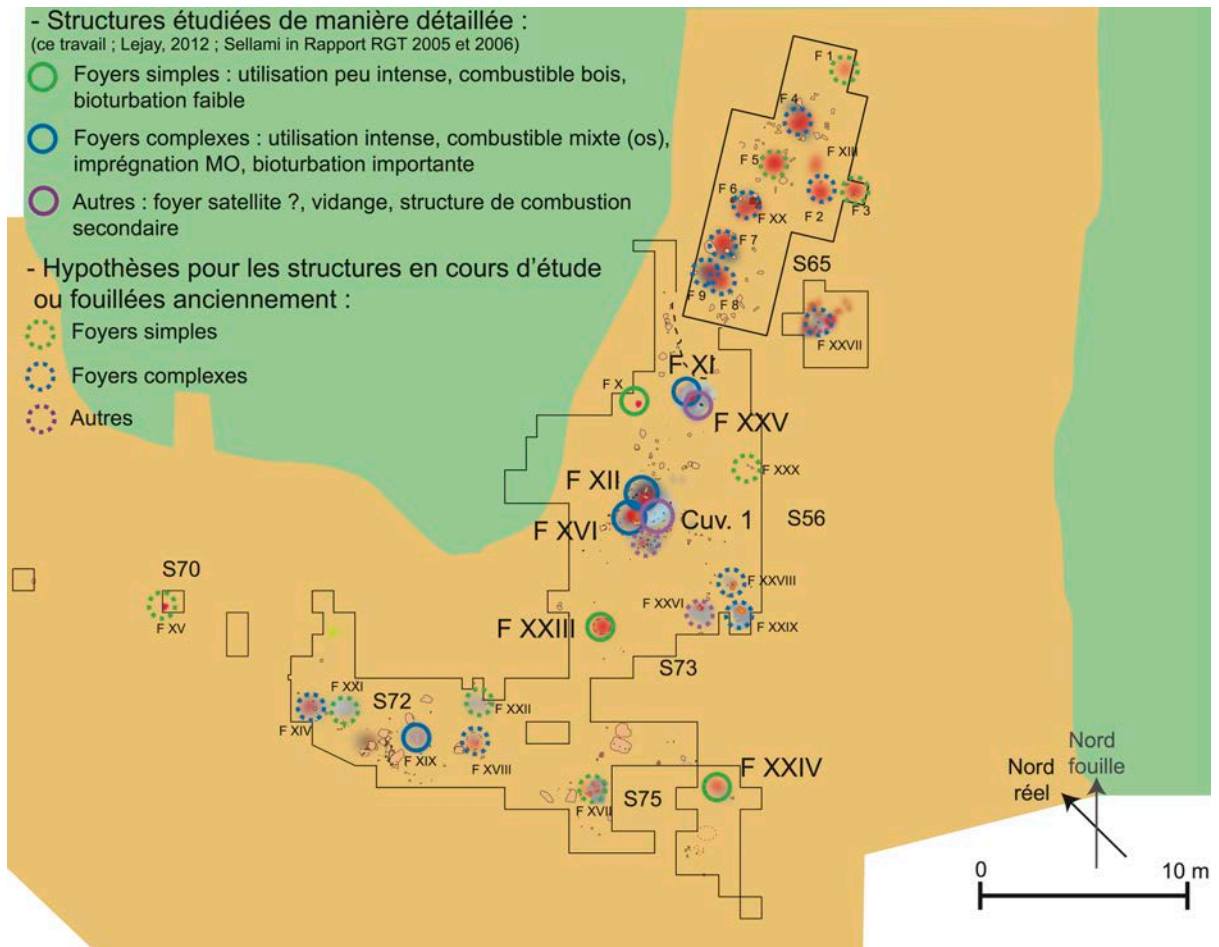 - Structures étudiées de manière détaillée :
(ce travail ; Lejay, 2012 ; Sellami in Rapport RGT 2005 et 2006)
Foyers simples : utilisation peu intense, combustible bois,
bioturbation faible
Foyers complexes : utilisation intense, combustible mixte (os),
imprégnation MO, bioturbation importante
Autres : foyer satellite ?, vidange, structure de combustion
secondaire
- Hypothèses pour les structures en cours d'étude
ou fouillées anciennement :
Foyers simples
Foyers complexes
Autres
F 1
F 4
F XIII
F 5
F 6
F XX
F 2
F 3
F 7
F 9
F 8
S65
F XXVII
F XI
F X
F XXV
F XXX
F XII
F XVI
Cuv. 1
S56
F XXVIII
F XXVI
F XXIX
S70
F XV
F XXIII
S73
F XXI
S72
F XXII
F XIV
F XIX
F XVIII
F XXIV
F XVII
S75
Nord
fouille
Nord
réel
0 10 m